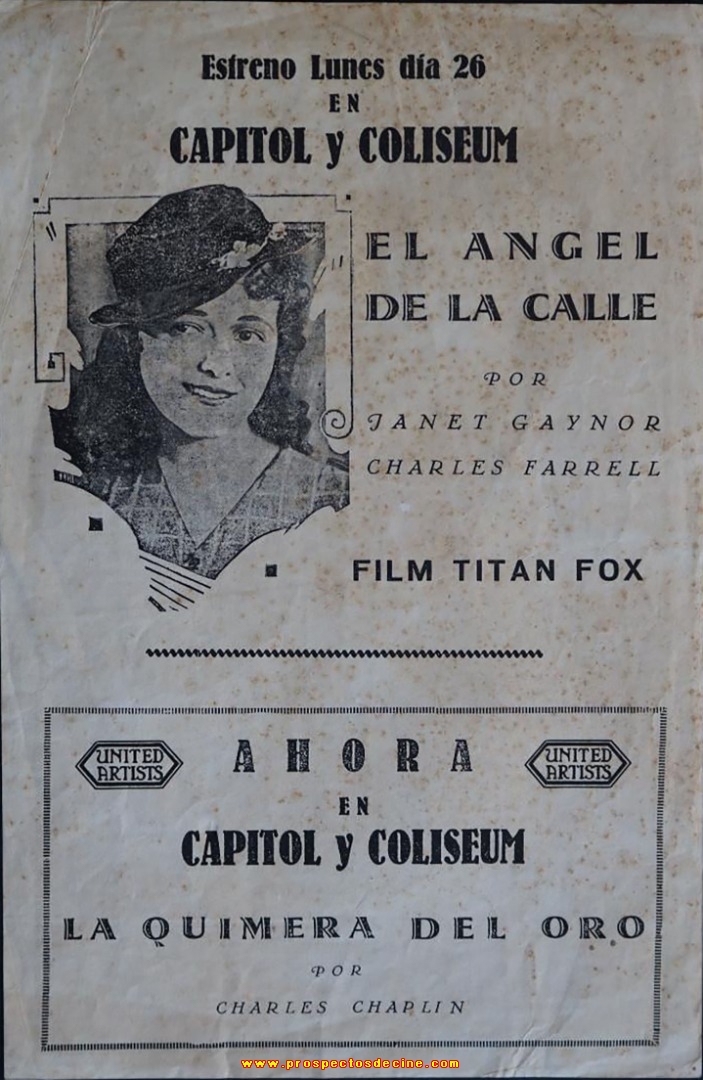 Estreno Lunes día 26
EN
CAPITOL y COLISEUM
EL ANGEL
DE LA CALLE
POR
JANET GAYNOR
CHARLES FARRELL
FILM TITAN FOX
UNITED
ARTISTS
AHORA
UNITED
ARTISTS
EN
CAPITOL y COLISEUM
LA QUIMERA DEL ORO
POR
CHARLES CHAPLIN
www.prospectosdecine.com